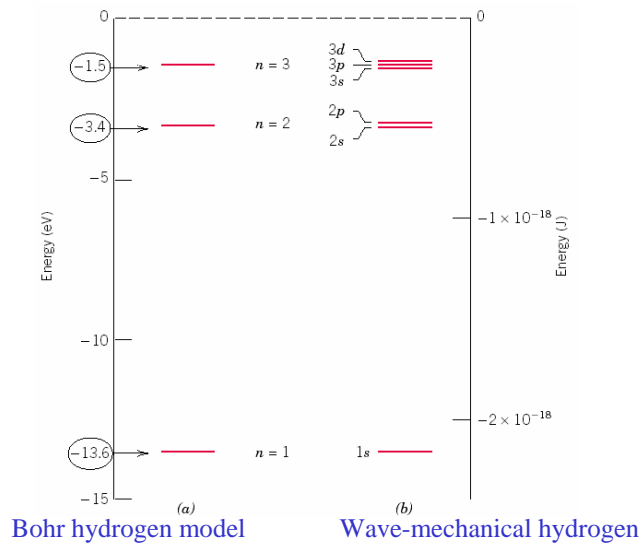 0
0
−1.5
n = 3
3d
3p
3s
−3.4
n = 2
2p
2s
−5
−1 × 10⁻¹⁸
Energy (eV)
Energy (J)
−10
−2 × 10⁻¹⁸
−13.6
n = 1
1s
−15
(a)
(b)
Bohr hydrogen model
Wave-mechanical hydrogen